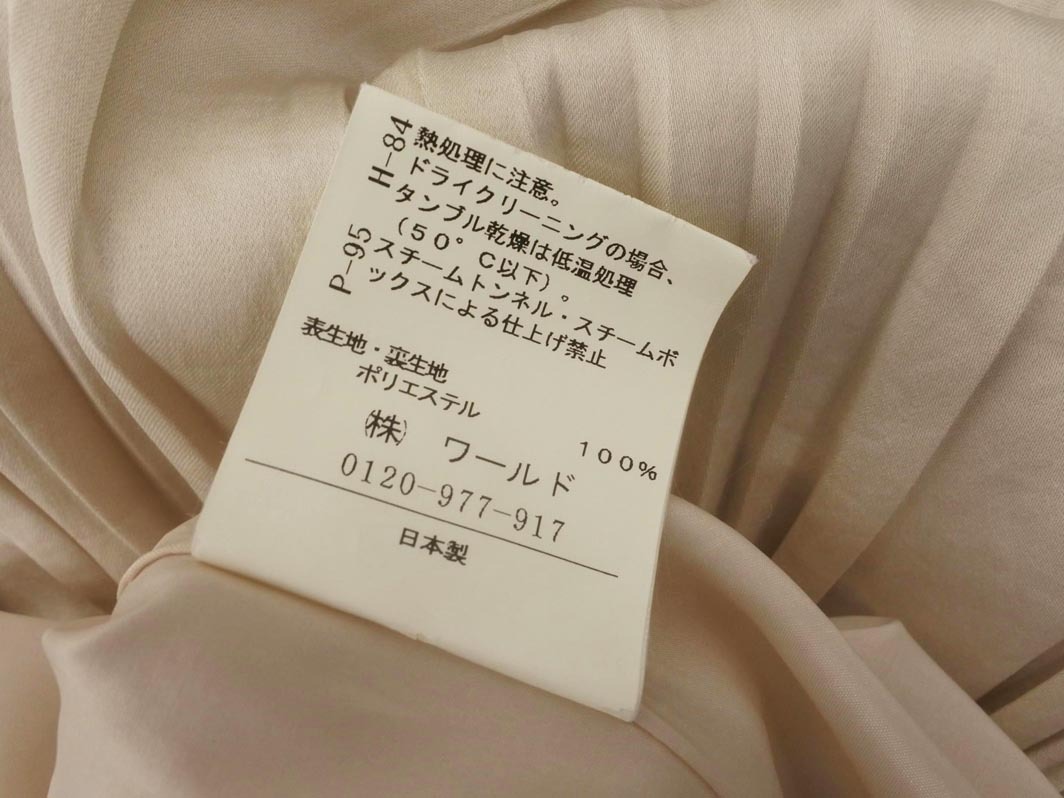 H-84
P-95
熱処理に注意。
ドライクリーニングの場合、
タンブル乾燥は低温処理
(50°C以下)。
スチームトンネル・スチームボ
ックスによる仕上げ禁止
表生地・裏生地
ポリエステル 100%
㈱ ワールド
0120-977-917
日本製